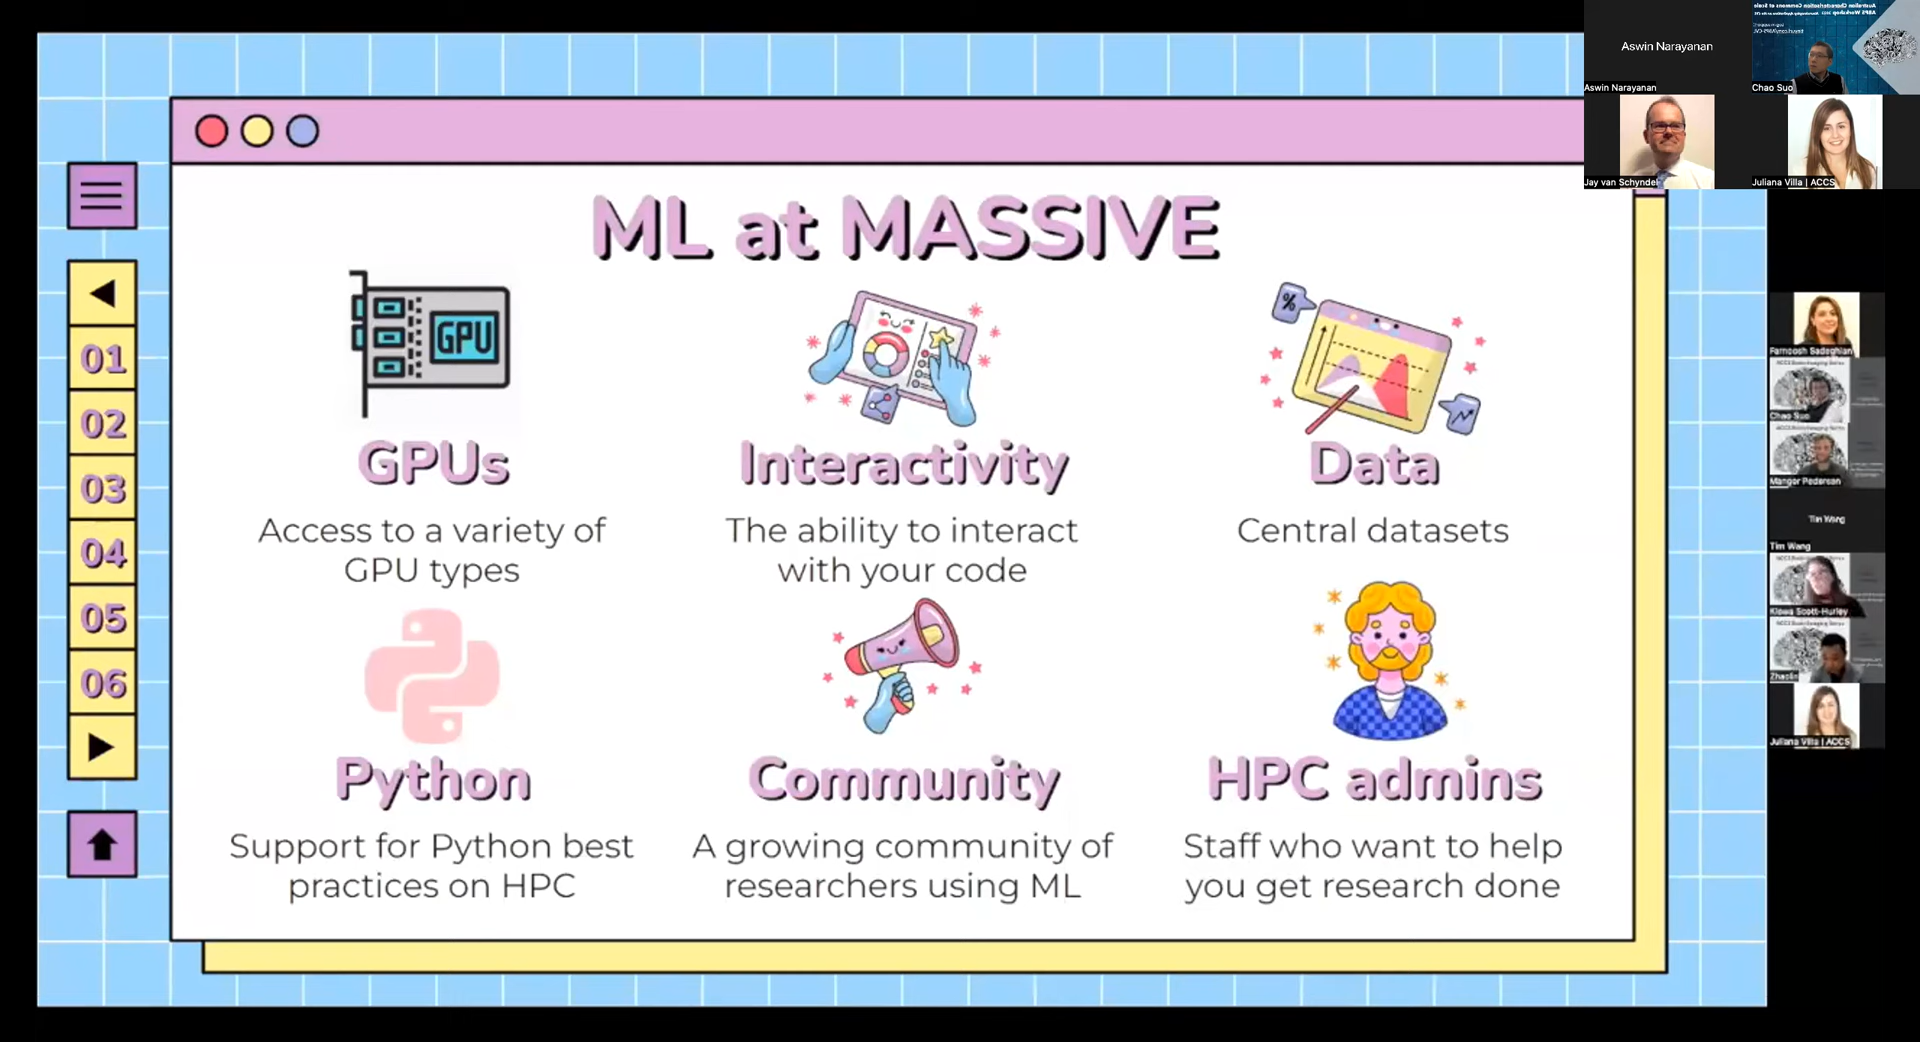 ML at MASSIVE
GPU
%
GPUs
Access to a variety of
GPU types
Interactivity
The ability to interact
with your code
Data
Central datasets
Python
Support for Python best
practices on HPC
Community
A growing community of
researchers using ML
HPC admins
Staff who want to help
you get research done
01
02
03
04
05
06
Aswin Narayanan
Aswin Narayanan
Chao Suo
Jay van Schyndel
Juliana Villa | ACCS
Farnoosh Sadeghian
Chao Suo
Mangor Pedersen
Tim Wang
Tim Wang
Kiowa Scott-Hurley
Zhaolin
Juliana Villa | ACCS